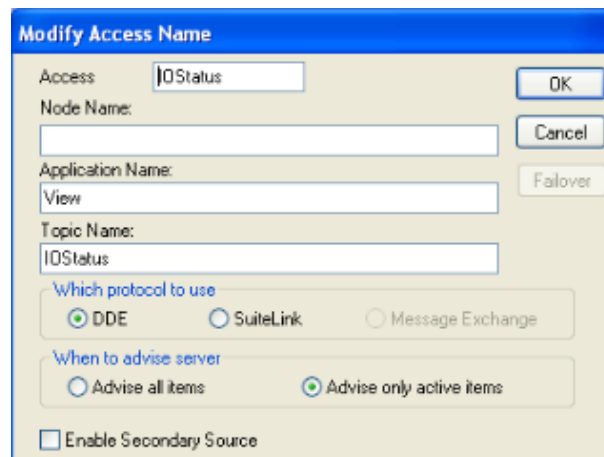 Modify Access Name
Access IOStatus
OK
Node Name:
Cancel
Application Name:
Failover
View
Topic Name:
IOStatus
Which protocol to use
DDE SuiteLink Message Exchange
When to advise server
Advise all items Advise only active items
Enable Secondary Source